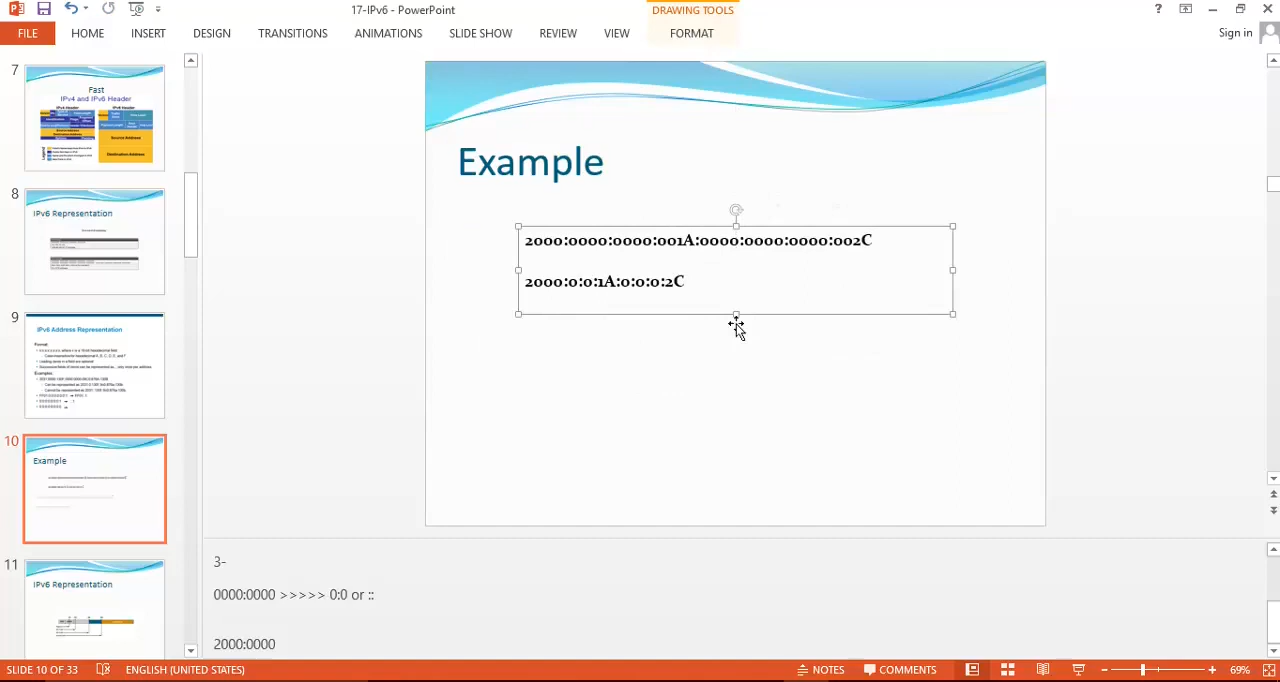 17-IPv6 - PowerPoint
DRAWING TOOLS
?
FILE
HOME
INSERT
DESIGN
TRANSITIONS
ANIMATIONS
SLIDE SHOW
REVIEW
VIEW
FORMAT
Sign in
7
Fast
IPv4 and IPv6 Header
8
IPv6 Representation
9
IPv6 Address Representation
Format:
Examples:
10
Example
11
IPv6 Representation
Example
2000:0000:0000:001A:0000:0000:0000:002C
2000:0:0:1A:0:0:0:2C
3-
0000:0000 >>>>> 0:0 or ::
2000:0000
SLIDE 10 OF 33
ENGLISH (UNITED STATES)
NOTES
COMMENTS
69%